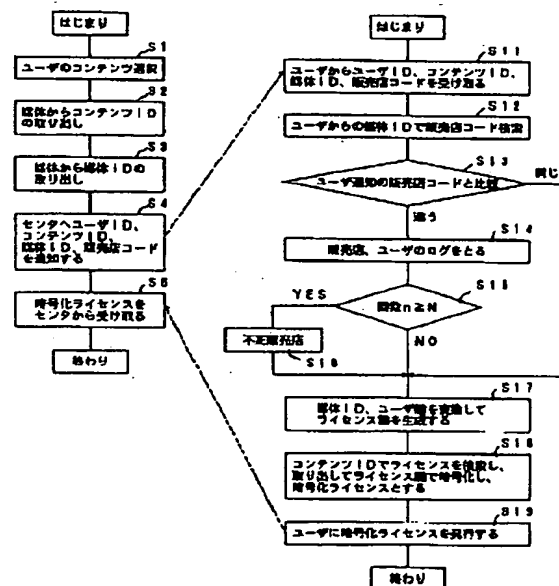 はじまり
S1
ユーザのコンテンツ選択
S2
媒体からコンテンツID
の取り出し
S3
媒体から媒体IDの
取り出し
S4
センタへユーザID、
コンテンツID、
媒体ID、販売店コード
を通知する
S5
暗号化ライセンスを
センタから受け取る
終わり
はじまり
S11
ユーザからユーザID、コンテンツID、
媒体ID、販売店コードを受け取る
S12
ユーザからの媒体IDで販売店コード検索
S13
ユーザ通知の販売店コードと比較
同じ
違う
S14
販売店、ユーザのログをとる
S15
回数n≧N
YES
NO
不正販売店
S16
S17
媒体ID、ユーザ鍵を
してライセンス鍵を生成する
S18
コンテンツIDでライセンスを検索し、
取り出してライセンス鍵で暗号化し、
暗号化ライセンスとする
S19
ユーザに暗号化ライセンスを発行する
終わり